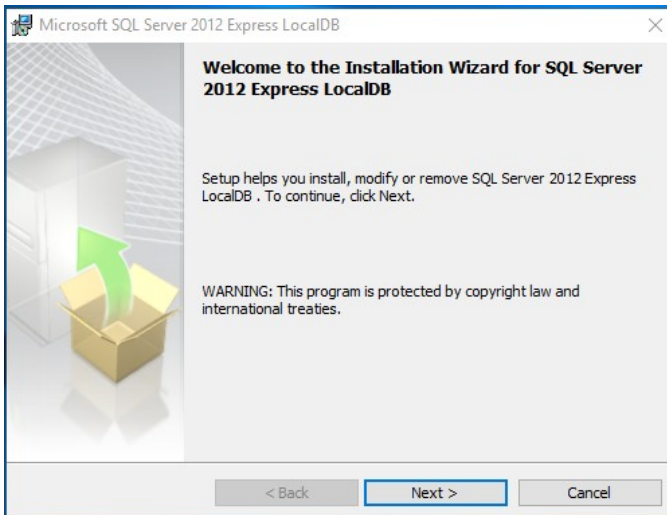 Microsoft SQL Server 2012 Express LocalDB
Welcome to the Installation Wizard for SQL Server
2012 Express LocalDB
Setup helps you install, modify or remove SQL Server 2012 Express
LocalDB . To continue, click Next.
WARNING: This program is protected by copyright law and
international treaties.
< Back Next > Cancel